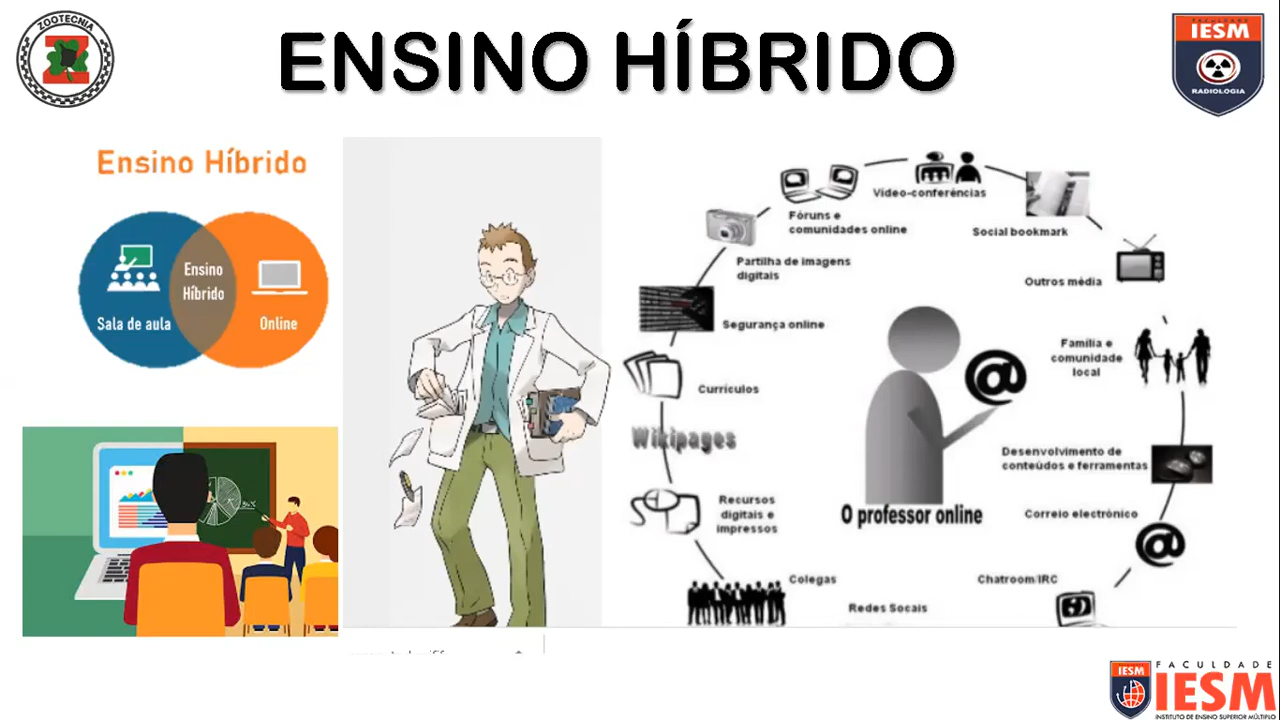 ZOOTECNIA
ENSINO HÍBRIDO
IESM
RADIOLOGIA
Ensino Híbrido
Sala de aula
Ensino
Híbrido
Online
Vídeo-conferências
Fóruns e
comunidades online
Social bookmark
Partilha de imagens
digitais
Outros média
Segurança online
Família e
comunidade
local
Currículos
Wikipages
Desenvolvimento de
conteúdos e ferramentas
Recursos
digitais e
impressos
O professor online
Correio electrónico
@
@
Colegas
Chatroom/IRC
Redes Socais
FACULDADE
IESM
INSTITUTO DE ENSINO SUPERIOR MÚLTIPLO